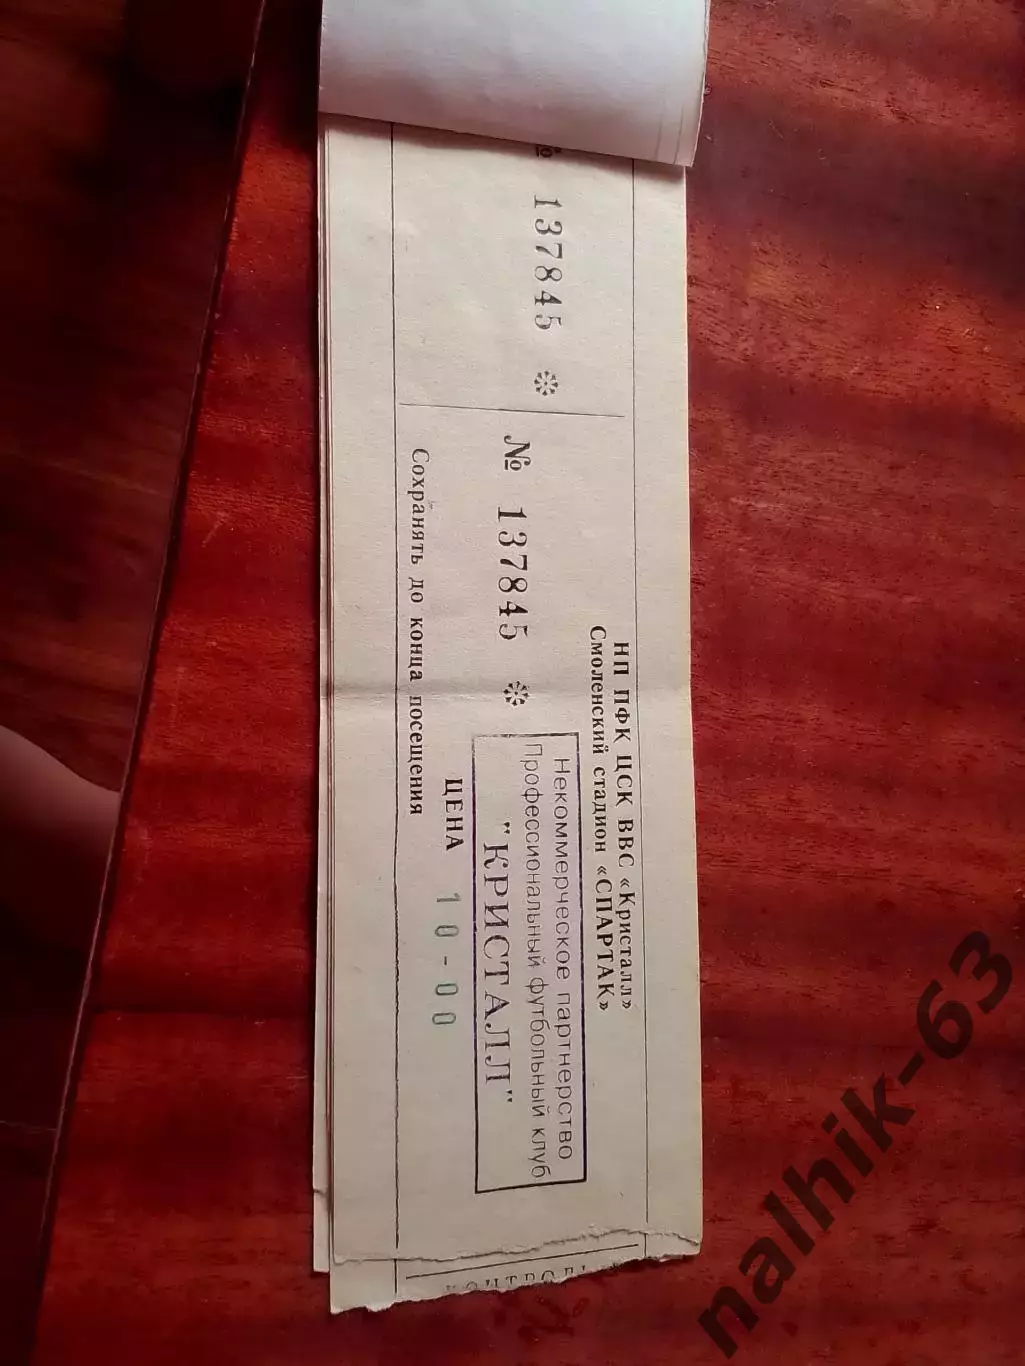 № 137845 *
НП ПФК ЦСК ВВС «Кристалл»
Смоленский стадион «СПАРТАК»
№ 137845 *
Некоммерческое партнерство
Профессиональный футбольный клуб
"КРИСТАЛЛ"
ЦЕНА 10-00
Сохранять до конца посещения
nalhik-63